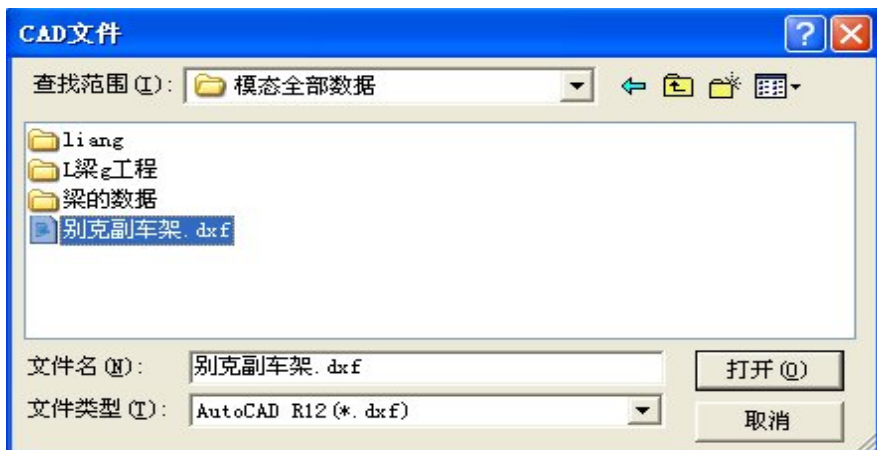 CAD文件
查找范围(I): 模态全部数据
liang
L梁g工程
梁的数据
别克副车架.dxf
文件名(N): 别克副车架.dxf 打开(O)
文件类型(T): AutoCAD R12(*.dxf) 取消